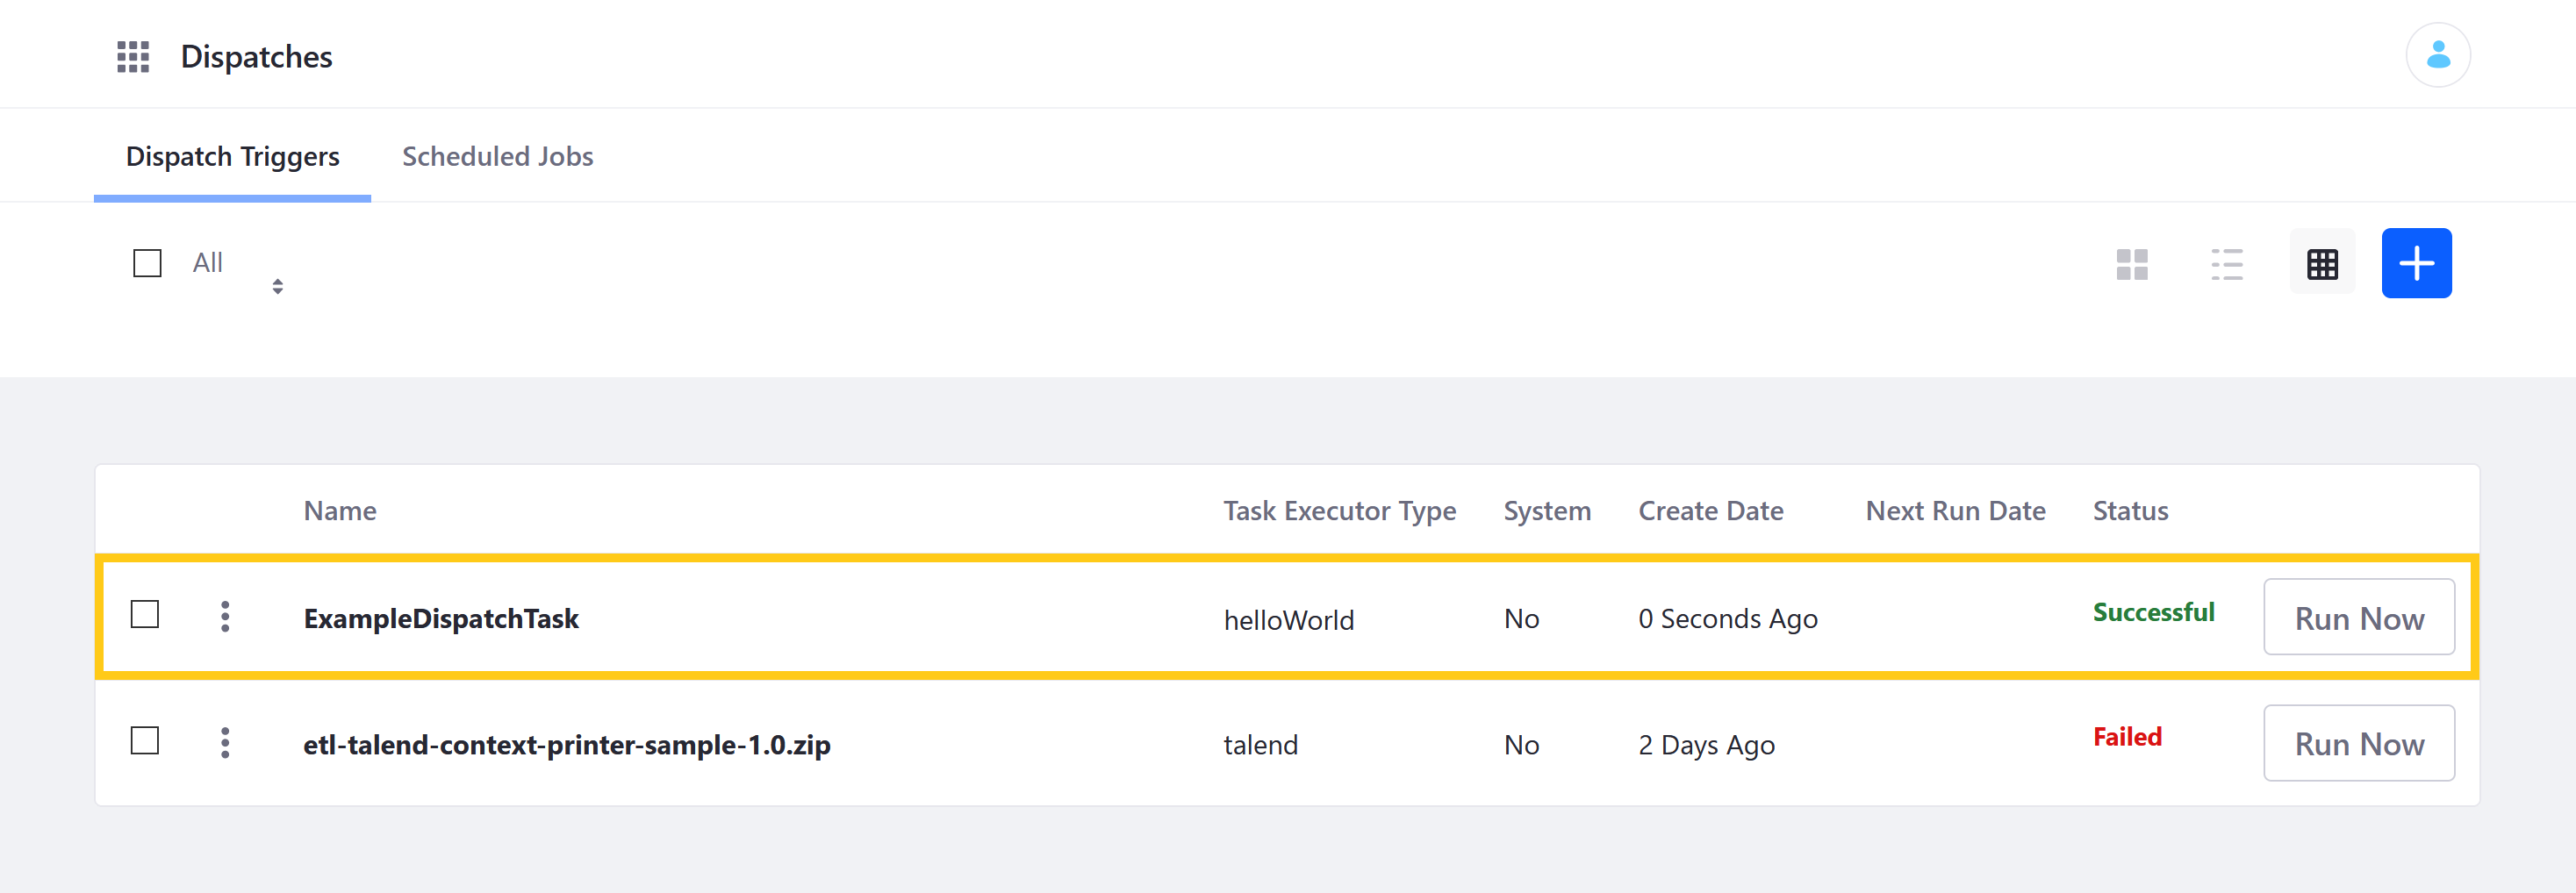 Dispatches
Dispatch Triggers Scheduled Jobs
All
Name Task Executor Type System Create Date Next Run Date Status
ExampleDispatchTask helloWorld No 0 Seconds Ago Successful Run Now
etl-talend-context-printer-sample-1.0.zip talend No 2 Days Ago Failed Run Now